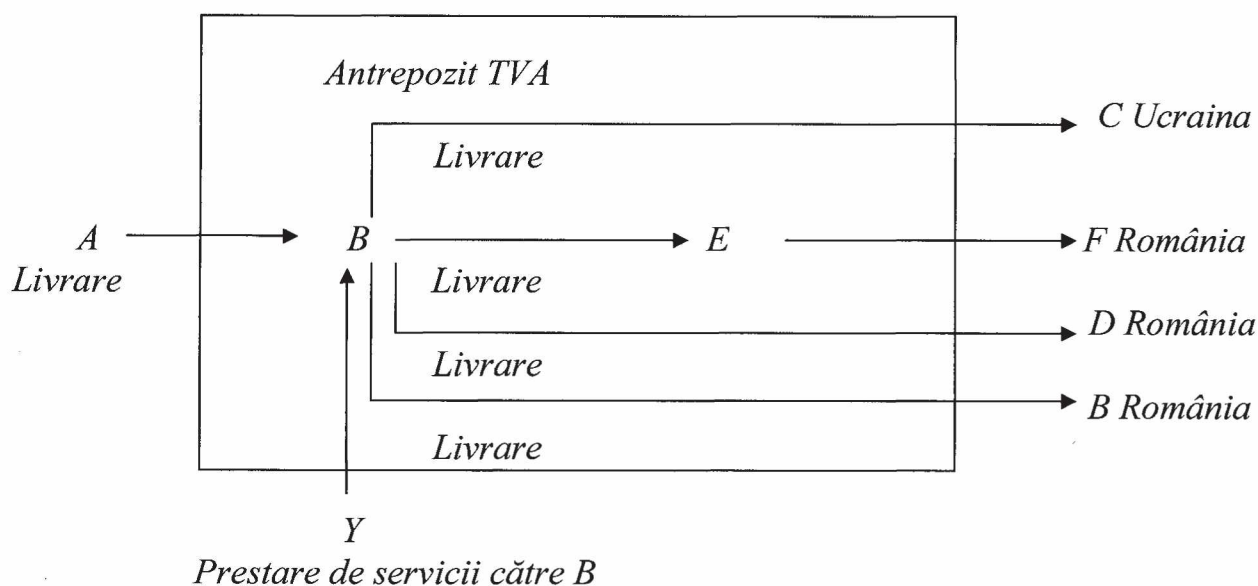 Antrepozit TVA
C Ucraina
Livrare
A
B
E
F România
Livrare
Livrare
D România
Livrare
B România
Livrare
Y
Prestare de servicii către B